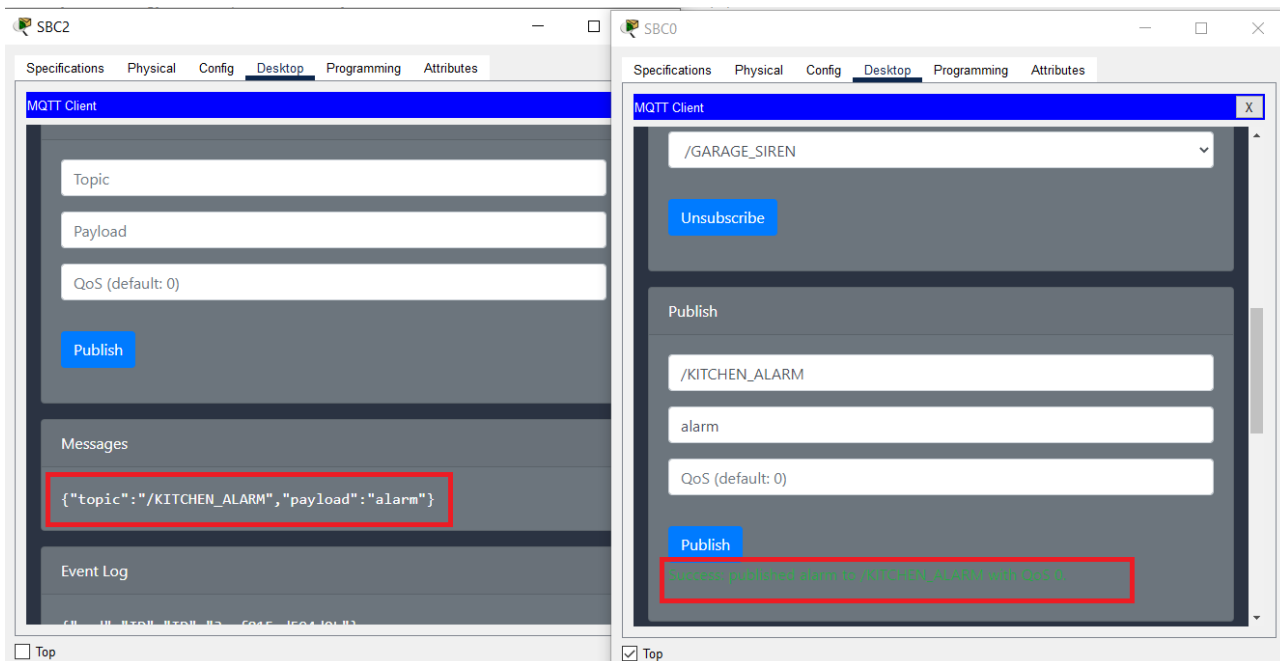 SBC2
Specifications Physical Config Desktop Programming Attributes
MQTT Client
Topic
Payload
QoS (default: 0)
Publish
Messages
{"topic":"/KITCHEN_ALARM","payload":"alarm"}
Event Log
Top
SBC0
Specifications Physical Config Desktop Programming Attributes
MQTT Client
X
/GARAGE_SIREN
Unsubscribe
Publish
/KITCHEN_ALARM
alarm
QoS (default: 0)
Publish
Success: published alarm to /KITCHEN_ALARM with QoS 0.
Top